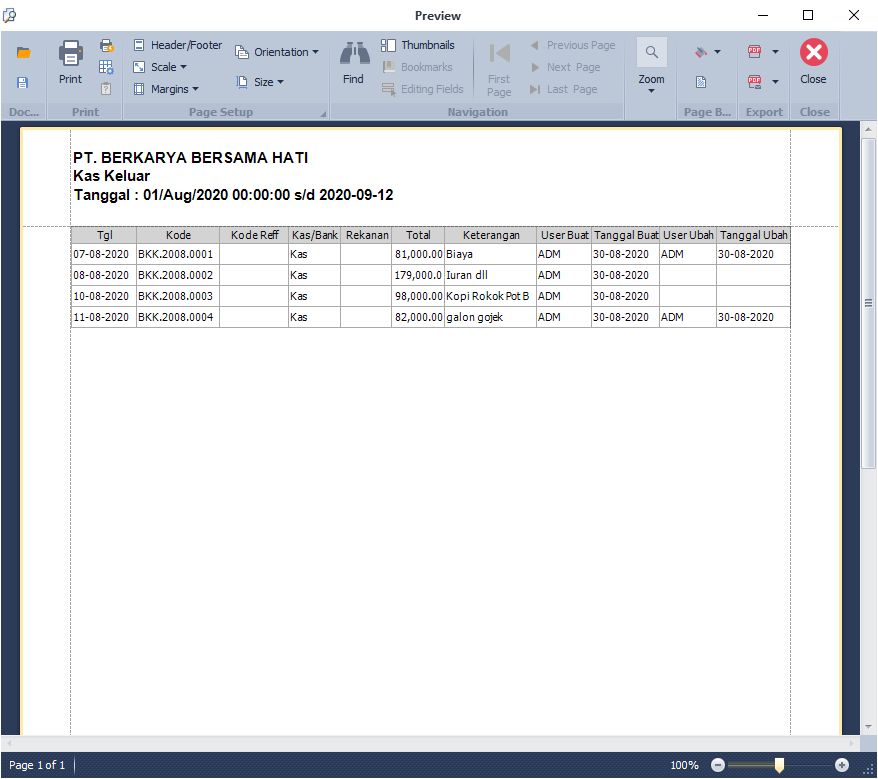 Preview
Print
Header/Footer
Scale
Margins
Orientation
Size
Find
Thumbnails
Bookmarks
Editing Fields
First Page
Previous Page
Next Page
Last Page
Zoom
PDF
PDF
Close
Doc... Print Page Setup Navigation Page B... Export Close
PT. BERKARYA BERSAMA HATI
Kas Keluar
Tanggal : 01/Aug/2020 00:00:00 s/d 2020-09-12
Tgl Kode Kode Reff Kas/Bank Rekanan Total Keterangan User Buat Tanggal Buat User Ubah Tanggal Ubah
07-08-2020 BKK.2008.0001 Kas 81,000.00 Biaya ADM 30-08-2020 ADM 30-08-2020
08-08-2020 BKK.2008.0002 Kas 179,000.0 Iuran dll ADM 30-08-2020
10-08-2020 BKK.2008.0003 Kas 98,000.00 Kopi Rokok Pot B ADM 30-08-2020
11-08-2020 BKK.2008.0004 Kas 82,000.00 galon gojek ADM 30-08-2020 ADM 30-08-2020
Page 1 of 1 100%